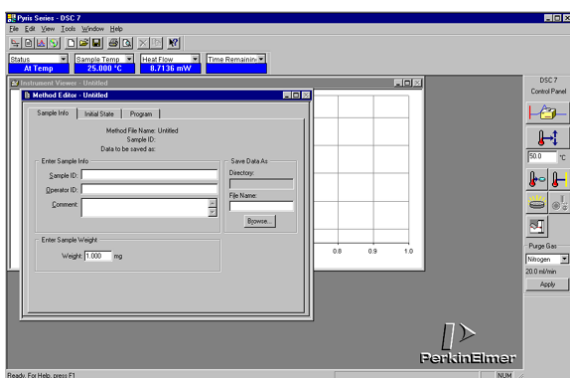 Pyris Series - DSC 7
File Edit View Tools Window Help
Status Sample Temp Heat Flow Time Remaining
At Temp 25.000 °C 8.7136 mW
Instrument Viewer - Untitled
Method Editor - Untitled
Sample Info Initial State Program
Method File Name: Untitled
Sample ID:
Data to be saved as:
Enter Sample Info
Sample ID:
Operator ID:
Comment:
Save Data As
Directory:
File Name:
Browse...
Enter Sample Weight
Weight: 1.000 mg
0.8 0.9 1.0
DSC 7
Control Panel
50.0 °C
Purge Gas
Nitrogen
20.0 ml/min
Apply
PerkinElmer
Ready. For Help, press F1
NUM